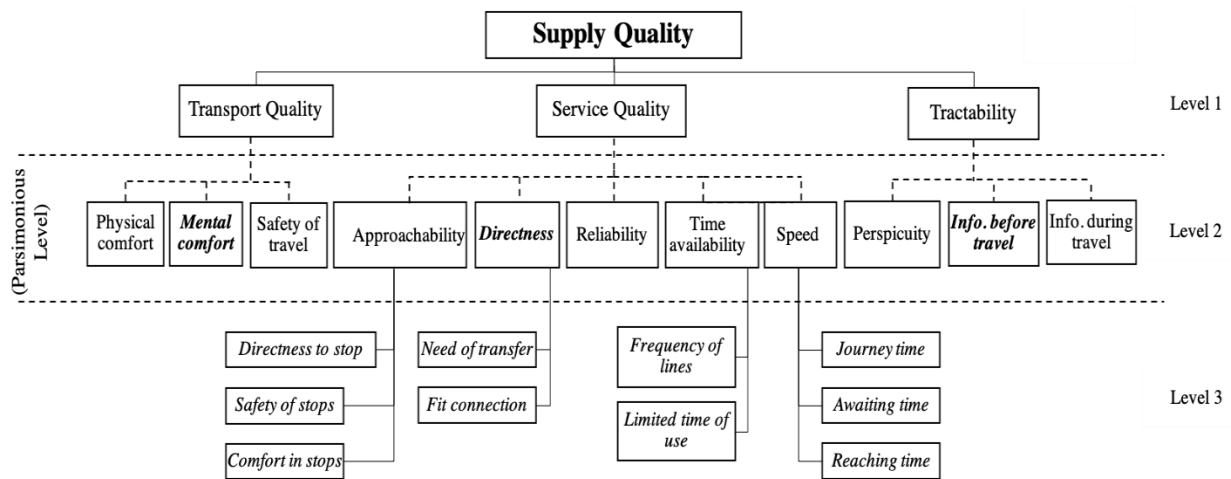 Supply Quality
Transport Quality
Service Quality
Tractability
Level 1
(Parsimonious
Level)
Physical
comfort
Mental
comfort
Safety of
travel
Approachability
Directness
Reliability
Time
availability
Speed
Perspicuity
Info. before
travel
Info. during
travel
Level 2
Directness to stop
Need of transfer
Frequency of
lines
Journey time
Safety of stops
Fit connection
Limited time of
use
Awaiting time
Level 3
Comfort in stops
Reaching time